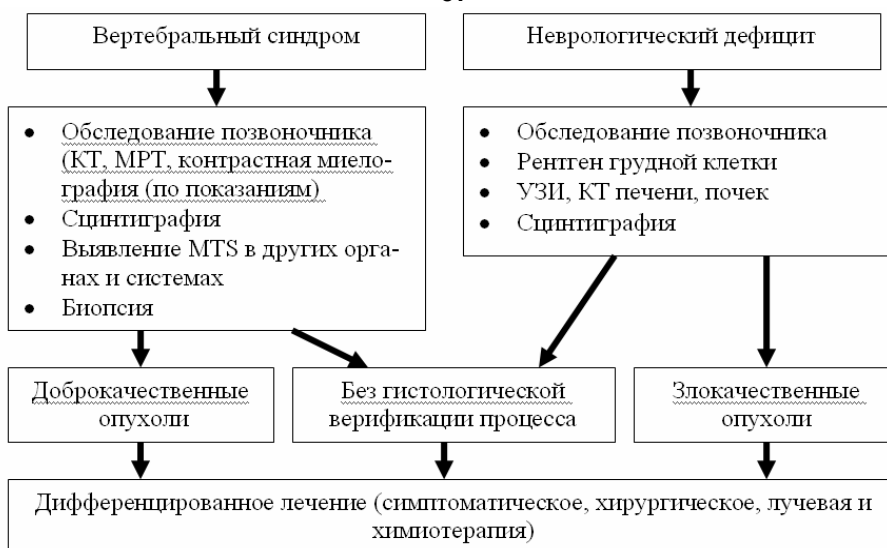 Вертебральный синдром
Неврологический дефицит
• Обследование позвоночника
(КТ, МРТ, контрастная миело-
графия (по показаниям)
• Сцинтиграфия
• Выявление MTS в других орга-
нах и системах
• Биопсия
• Обследование позвоночника
• Рентген грудной клетки
• УЗИ, КТ печени, почек
• Сцинтиграфия
Доброкачественные
опухоли
Без гистологической
верификации процесса
Злокачественные
опухоли
Дифференцированное лечение (симптоматическое, хирургическое, лучевая и
химиотерапия)